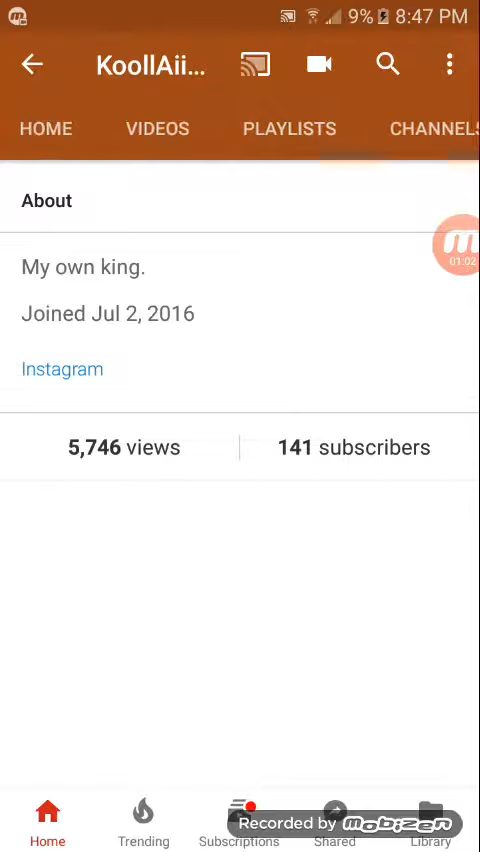 9% 8:47 PM
KoollAii...
HOME VIDEOS PLAYLISTS CHANNELS
About
My own king.
01:02
Joined Jul 2, 2016
Instagram
5,746 views 141 subscribers
Recorded by mobizen
Home Trending Subscriptions Shared Library